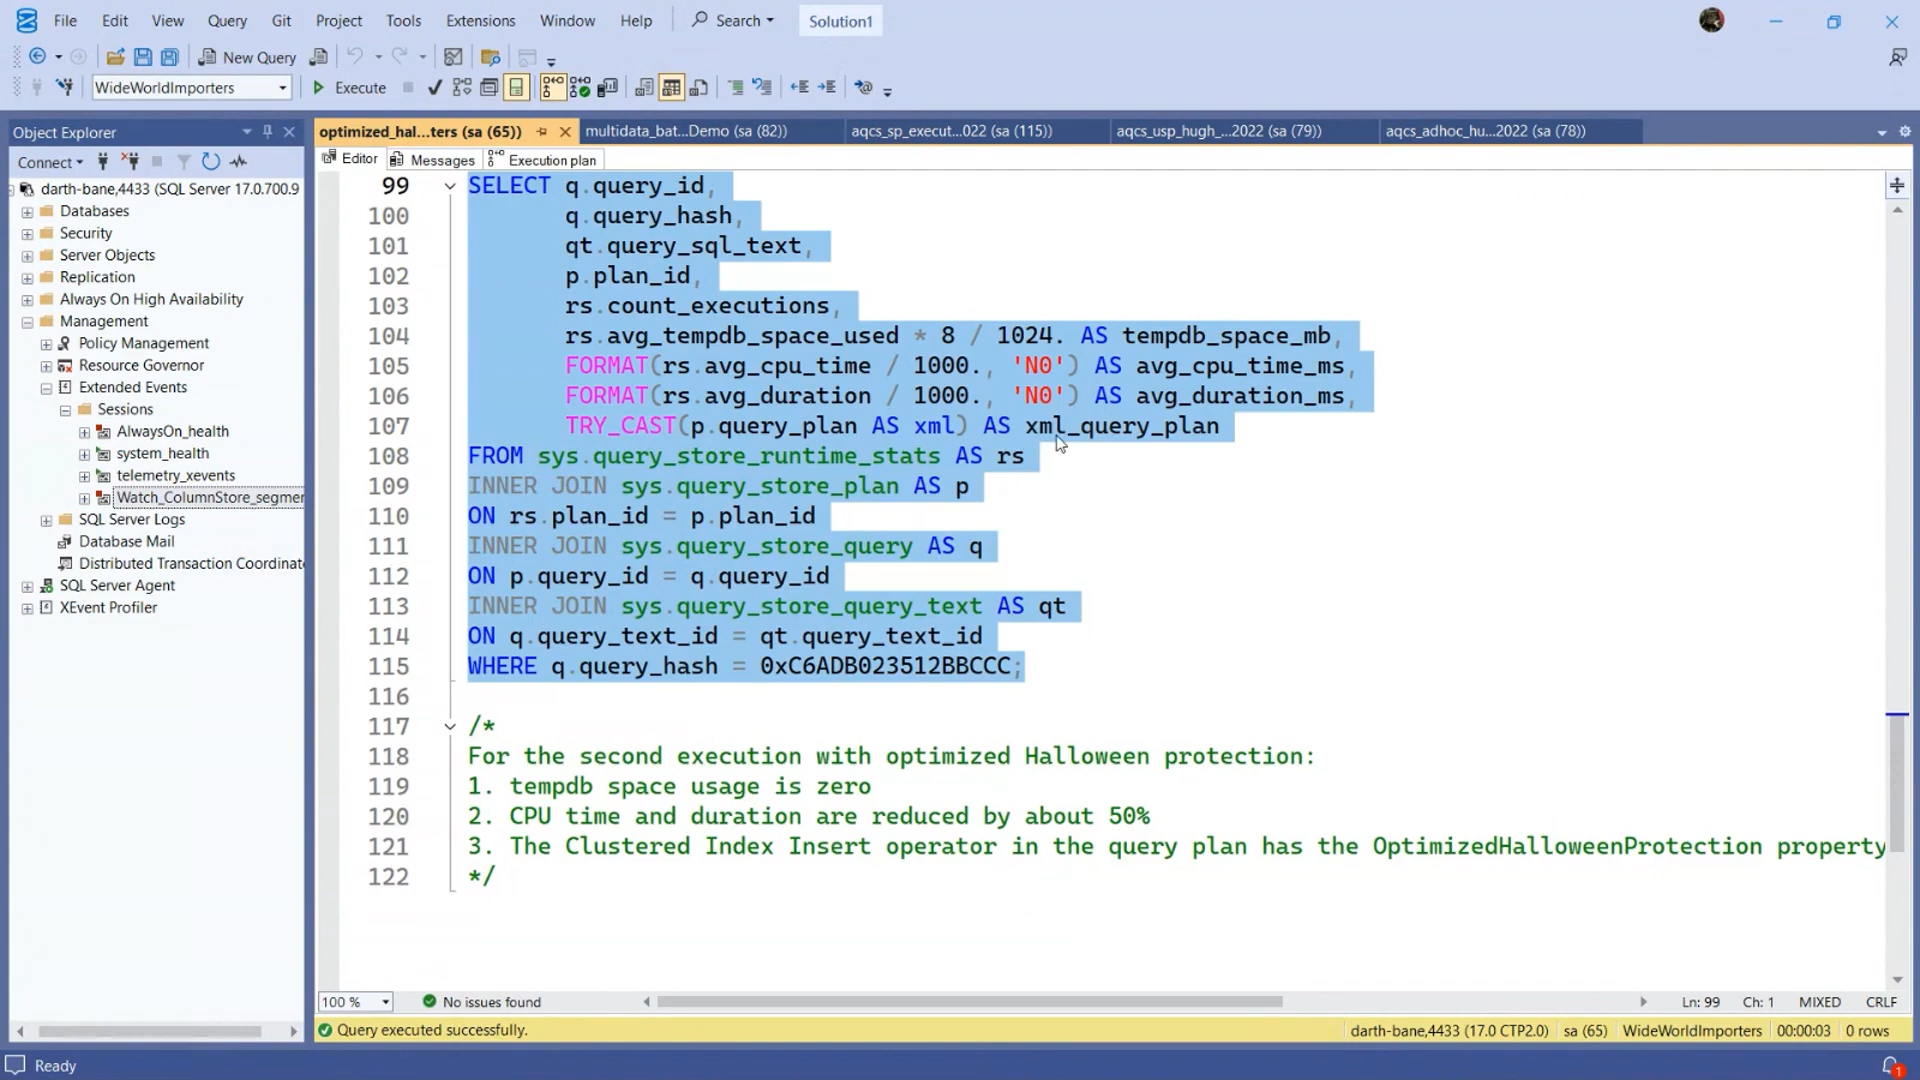 File Edit View Query Git Project Tools Extensions Window Help Search Solution1
New Query
WideWorldImporters Execute
Object Explorer
Connect
darth-bane,4433 (SQL Server 17.0.700.9
Databases
Security
Server Objects
Replication
Always On High Availability
Management
Policy Management
Resource Governor
Extended Events
Sessions
AlwaysOn_health
system_health
telemetry_xevents
Watch_ColumnStore_segmer
SQL Server Logs
Database Mail
Distributed Transaction Coordinato
SQL Server Agent
XEvent Profiler
optimized_hal...ters (sa (65)) multidata_bat...Demo (sa (82)) aqcs_sp_execut...022 (sa (115)) aqcs_usp_hugh_...2022 (sa (79)) aqcs_adhoc_hu...2022 (sa (78))
Editor Messages Execution plan
99 SELECT q.query_id,
100 q.query_hash,
101 qt.query_sql_text,
102 p.plan_id,
103 rs.count_executions,
104 rs.avg_tempdb_space_used * 8 / 1024. AS tempdb_space_mb,
105 FORMAT(rs.avg_cpu_time / 1000., 'N0') AS avg_cpu_time_ms,
106 FORMAT(rs.avg_duration / 1000., 'N0') AS avg_duration_ms,
107 TRY_CAST(p.query_plan AS xml) AS xml_query_plan
108 FROM sys.query_store_runtime_stats AS rs
109 INNER JOIN sys.query_store_plan AS p
110 ON rs.plan_id = p.plan_id
111 INNER JOIN sys.query_store_query AS q
112 ON p.query_id = q.query_id
113 INNER JOIN sys.query_store_query_text AS qt
114 ON q.query_text_id = qt.query_text_id
115 WHERE q.query_hash = 0xC6ADB023512BBCCC;
116
117 /*
118 For the second execution with optimized Halloween protection:
119 1. tempdb space usage is zero
120 2. CPU time and duration are reduced by about 50%
121 3. The Clustered Index Insert operator in the query plan has the OptimizedHalloweenProtection property
122 */
100 % No issues found Ln: 99 Ch: 1 MIXED CRLF
Query executed successfully. darth-bane,4433 (17.0 CTP2.0) sa (65) WideWorldImporters 00:00:03 0 rows
Ready 1